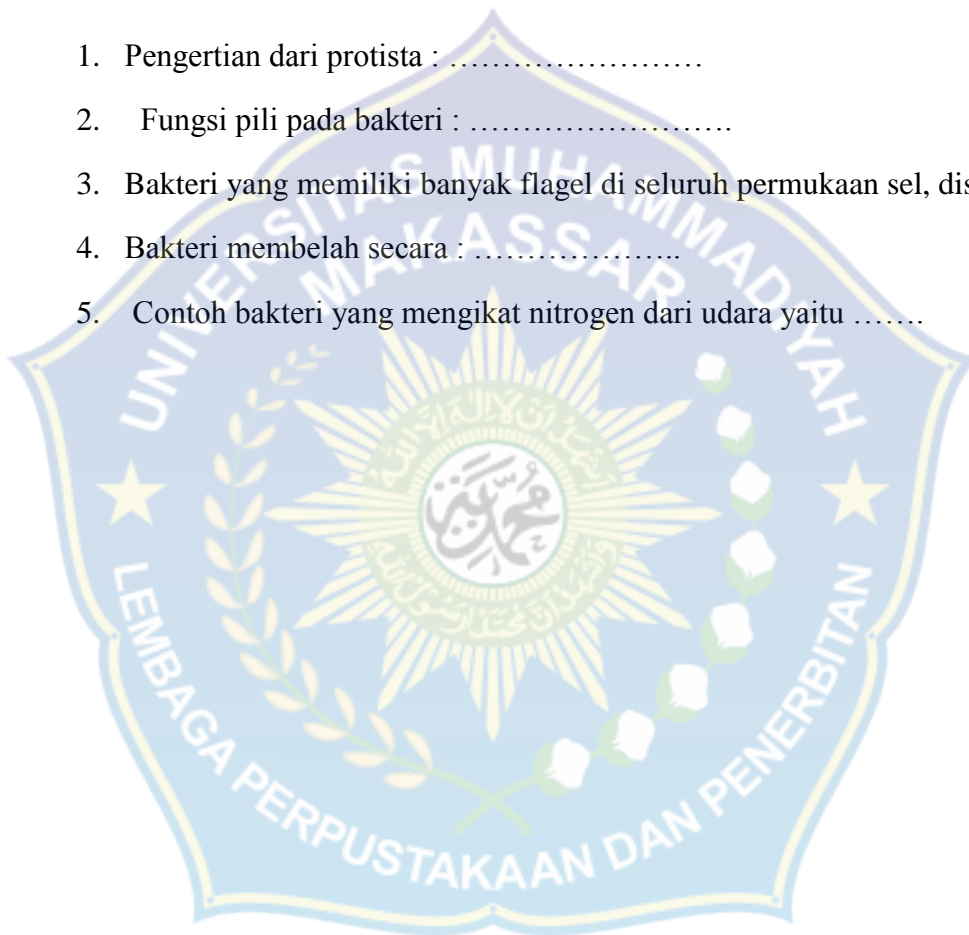 1. Pengertian dari protista : ……………………
2. Fungsi pili pada bakteri : …………………….
3. Bakteri yang memiliki banyak flagel di seluruh permukaan sel,
4. Bakteri membelah secara : ………………..
5. Contoh bakteri yang mengikat nitrogen dari udara yaitu …….
UNIVERSITAS MUHAMMADIYAH
MAKASSAR
LEMBAGA PERPUSTAKAAN DAN PENERBITAN